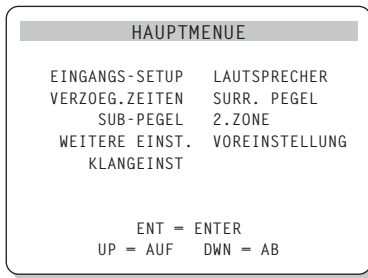 HAUPTMENUE
EINGANGS-SETUP LAUTSPRECHER
VERZOEG.ZEITEN SURR. PEGEL
SUB-PEGEL 2.ZONE
WEITERE EINST. VOREINSTELLUNG
KLANGEINST
ENT = ENTER
UP = AUF DWN = AB